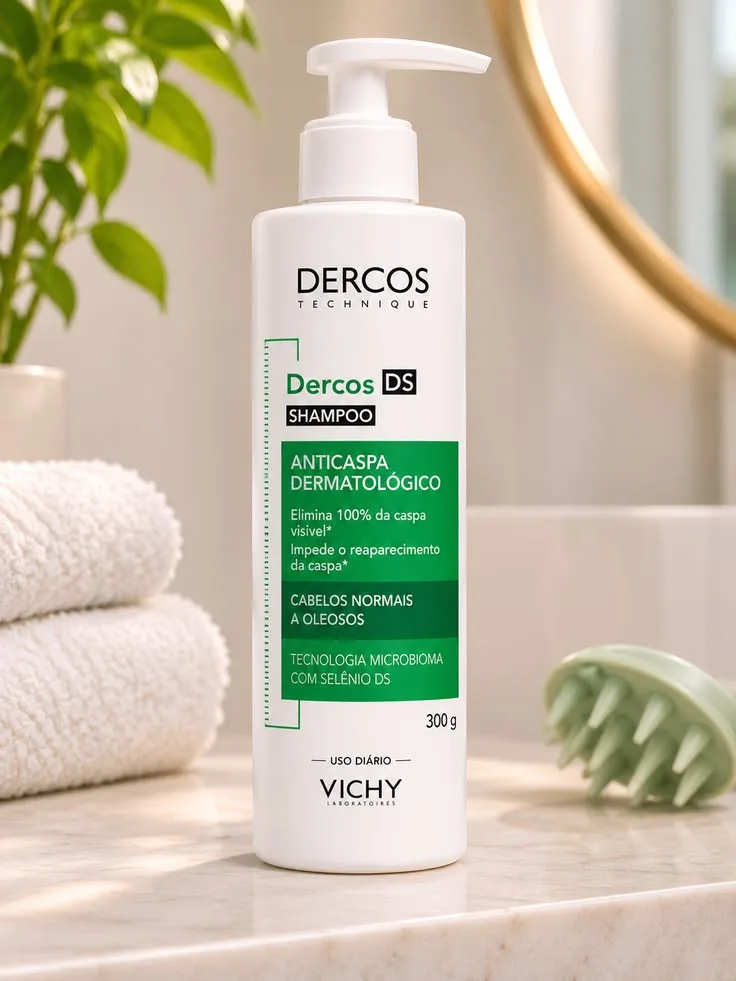 DERCOS
TECHNIQUE
Dercos DS
SHAMPOO
ANTICASPA
DERMATOLÓGICO
Elimina 100% da caspa
visível*
Impede o reaparecimento
da caspa*
CABELOS NORMAIS
A OLEOSOS
TECNOLOGIA MICROBIOMA
COM SELÊNIO DS
300 g
USO DIÁRIO
VICHY
LABORATOIRES